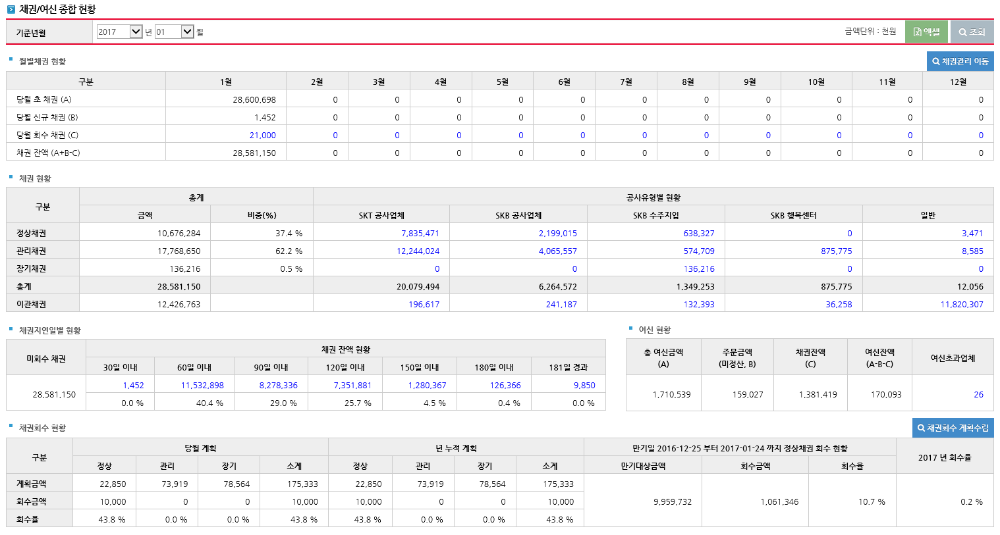 채권/여신 종합 현황
기준년월 2017 년 01 월 금액단위 : 천원 엑셀 조회
월별채권 현황 채권관리 이동
구분 1월 2월 3월 4월 5월 6월 7월 8월 9월 10월 11월 12월
당월 초 채권 (A) 28,600,698 0 0 0 0 0 0 0 0 0 0 0
당월 신규 채권 (B) 1,452 0 0 0 0 0 0 0 0 0 0 0
당월 회수 채권 (C) 21,000 0 0 0 0 0 0 0 0 0 0 0
채권 잔액 (A+B-C) 28,581,150 0 0 0 0 0 0 0 0 0 0 0
채권 현황
구분 총계 공사유형별 현황
금액 비중(%) SKT 공사업체 SKB 공사업체 SKB 수주지입 SKB 행복센터 일반
정상채권 10,676,284 37.4 % 7,835,471 2,199,015 638,327 0 3,471
관리채권 17,768,650 62.2 % 12,244,024 4,065,557 574,709 875,775 8,585
장기채권 136,216 0.5 % 0 0 136,216 0 0
총계 28,581,150 20,079,494 6,264,572 1,349,253 875,775 12,056
이관채권 12,426,763 196,617 241,187 132,393 36,258 11,820,307
채권지연일별 현황
미회수 채권 채권 잔액 현황
30일 이내 60일 이내 90일 이내 120일 이내 150일 이내 180일 이내 181일 경과
28,581,150 1,452 11,532,898 8,278,336 7,351,881 1,280,367 126,366 9,850
0.0 % 40.4 % 29.0 % 25.7 % 4.5 % 0.4 % 0.0 %
여신 현황
총 여신금액 주문금액 채권잔액 여신잔액 여신초과업체
(A) (미정산, B) (C) (A-B-C)
1,710,539 159,027 1,381,419 170,093 26
채권회수 현황 채권회수 계획수립
구분 당월 계획 년 누적 계획 만기일 2016-12-25 부터 2017-01-24 까지 정상채권 회수 현황 2017 년 회수율
정상 관리 장기 소계 정상 관리 장기 소계 만기대상금액 회수금액 회수율
계획금액 22,850 73,919 78,564 175,333 22,850 73,919 78,564 175,333
회수금액 10,000 0 0 10,000 10,000 0 0 10,000 9,959,732 1,061,346 10.7 % 0.2 %
회수율 43.8 % 0.0 % 0.0 % 43.8 % 43.8 % 0.0 % 0.0 % 43.8 %